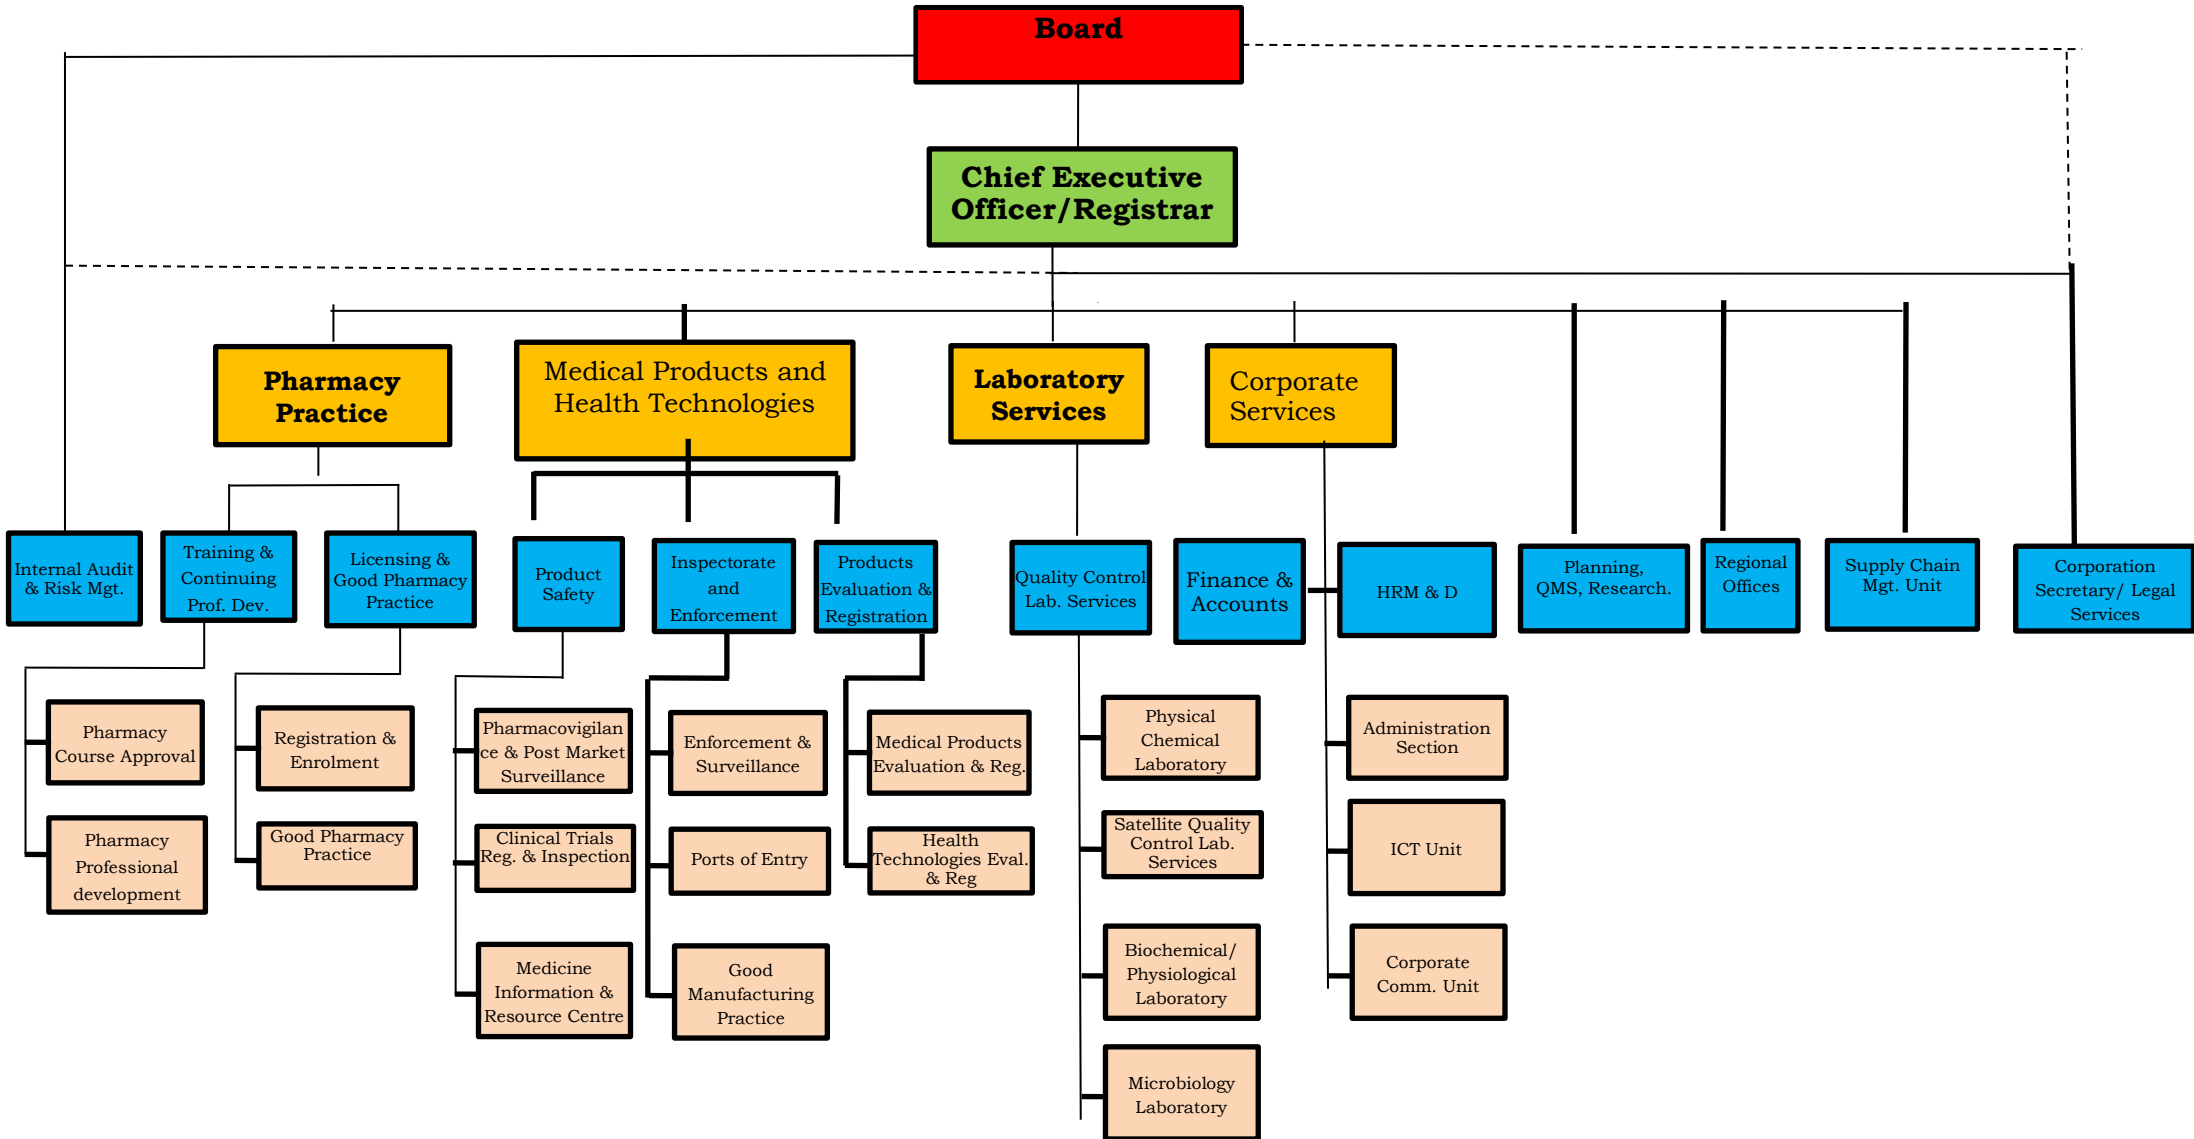 Board
Chief Executive
Officer/Registrar
Pharmacy
Practice
Medical Products and
Health Technologies
Laboratory
Services
Corporate
Services
Internal Audit
& Risk Mgt.
Training &
Continuing
Prof. Dev.
Licensing &
Good Pharmacy
Practice
Product
Safety
Inspectorate
and
Enforcement
Products
Evaluation &
Registration
Quality Control
Lab. Services
Finance &
Accounts
HRM & D
Planning,
QMS, Research.
Regional
Offices
Supply Chain
Mgt. Unit
Corporation
Secretary/ Legal
Services
Pharmacy
Course Approval
Pharmacy
Professional
development
Registration &
Enrolment
Good Pharmacy
Practice
Pharmacovigilan
ce & Post Market
Surveillance
Clinical Trials
Reg. & Inspection
Medicine
Information &
Resource Centre
Enforcement &
Surveillance
Ports of Entry
Good
Manufacturing
Practice
Medical Products
Evaluation & Reg.
Health
Technologies Eval.
& Reg
Physical
Chemical
Laboratory
Satellite Quality
Control Lab.
Services
Biochemical/
Physiological
Laboratory
Microbiology
Laboratory
Administration
Section
ICT Unit
Corporate
Comm. Unit